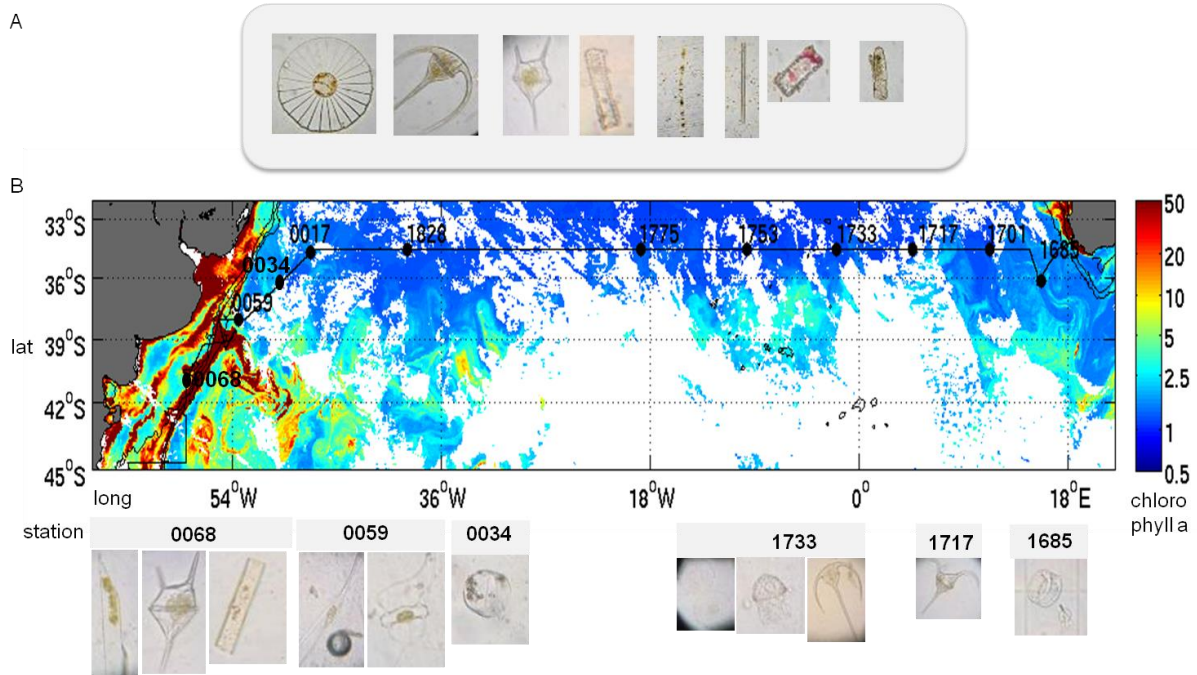 A
B
33°S
36°S
39°S
42°S
45°S
lat
0017
1828
1775
1753
1733
1717
1701
1685
0034
0059
0068
50
20
10
5
2.5
1
0.5
long
54°W
36°W
18°W
0°
18°E
chloro
phyll a
station
0068
0059
0034
1733
1717
1685